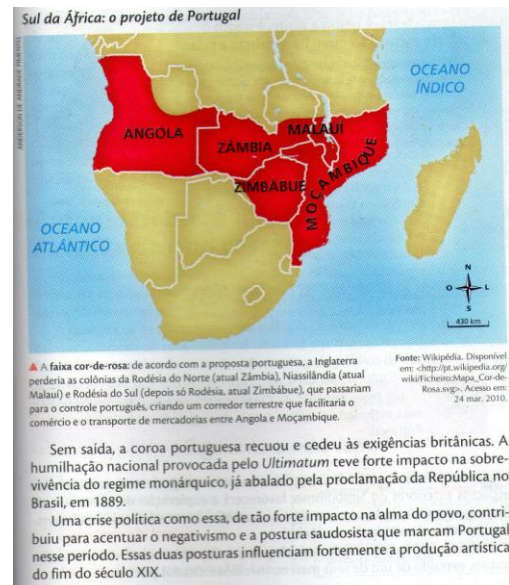 Sul da África: o projeto de Portugal
ANDERSON DE ANDRADE PIMENTEL
OCEANO
ÍNDICO
ANGOLA
ZÂMBIA
MALAUÍ
ZIMBÁBUE
MOÇAMBIQUE
OCEANO
ATLÂNTICO
N
O
L
S
430 km
A faixa cor-de-rosa: de acordo com a proposta portuguesa, a Inglaterra
perderia as colônias da Rodésia do Norte (atual Zâmbia), Niassilândia (atual
Malauí) e Rodésia do Sul (depois só Rodésia, atual Zimbábue), que passariam
para o controle português, criando um corredor terrestre que facilitaria o
comércio e o transporte de mercadorias entre Angola e Moçambique.
Fonte: Wikipédia. Disponível
em: <http://pt.wikipedia.org/
wiki/Ficheiro:Mapa_Cor-de-
Rosa.svg>. Acesso em:
24 mar. 2010.
Sem saída, a coroa portuguesa recuou e cedeu às exigências britânicas. A
humilhação nacional provocada pelo Ultimatum teve forte impacto na sobre-
vivência do regime monárquico, já abalado pela proclamação da República no
Brasil, em 1889.
Uma crise política como essa, de tão forte impacto na alma do povo, contri-
buiu para acentuar o negativismo e a postura saudosista que marcam Portugal
nesse período. Essas duas posturas influenciam fortemente a produção artística
do fim do século XIX.